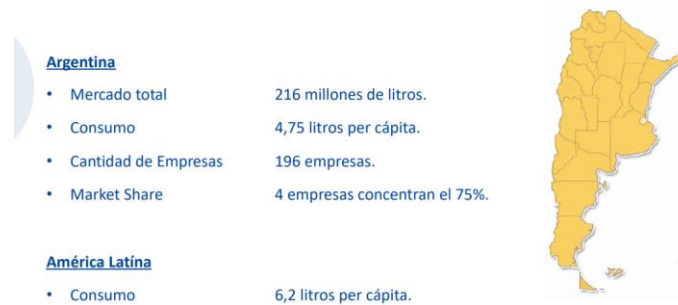 Argentina
• Mercado total 216 millones de litros.
• Consumo 4,75 litros per cápita.
• Cantidad de Empresas 196 empresas.
• Market Share 4 empresas concentran el 75%.
América Latína
• Consumo 6,2 litros per cápita.